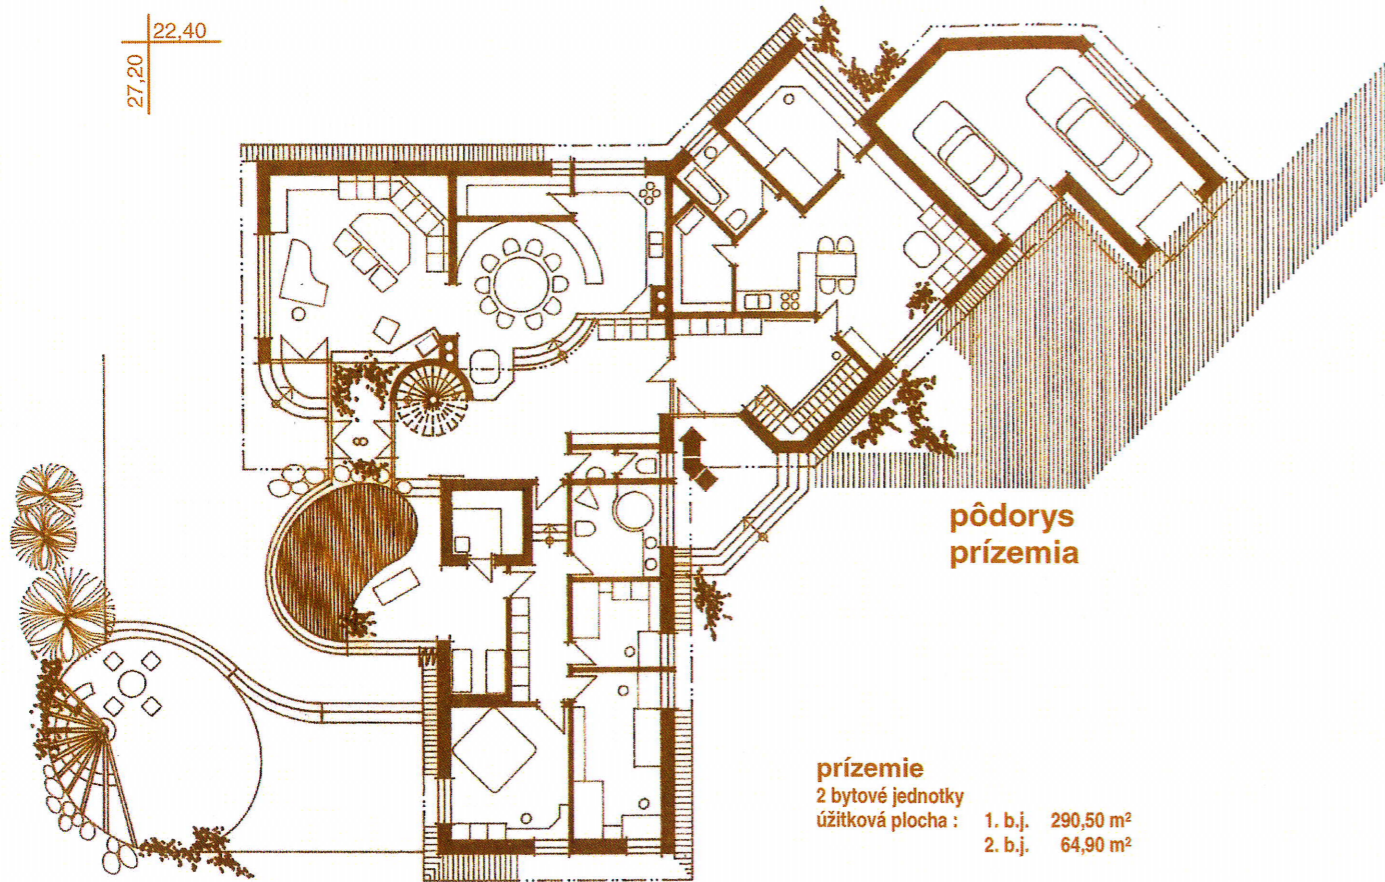 22,40
27,20
pôdorys
prízemia
prízemie
2 bytové jednotky
úžitková plocha : 1. b.j. 290,50 m²
2. b.j. 64,90 m²